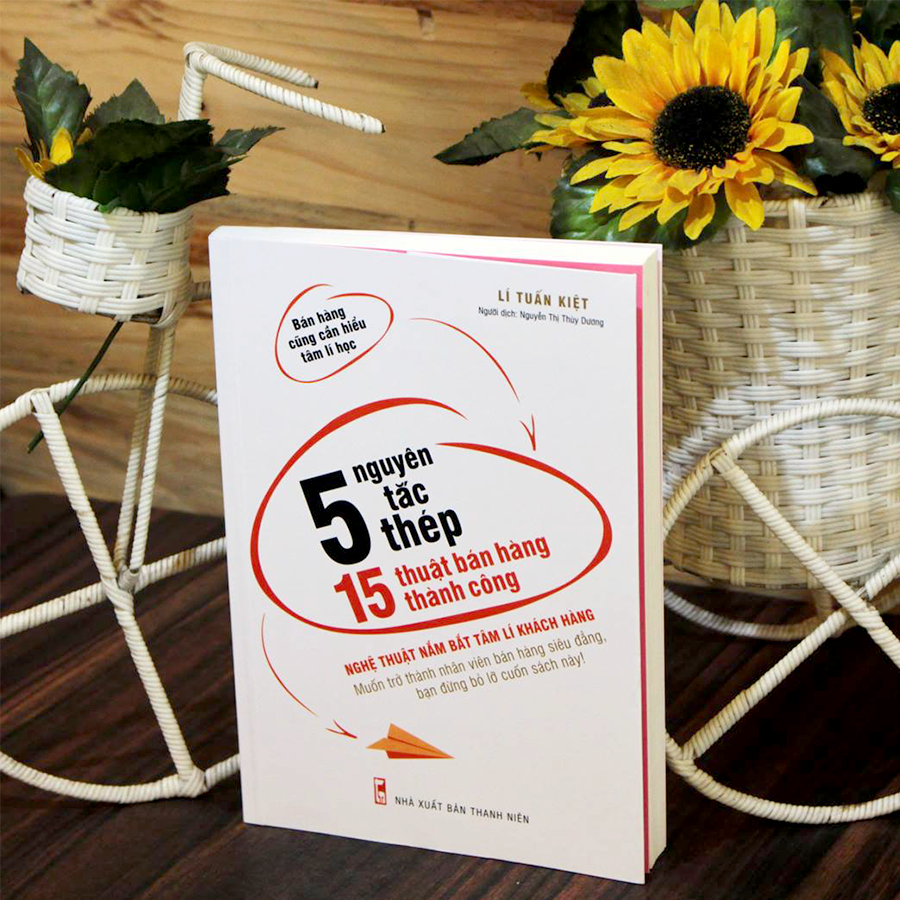 LÍ TUẤN KIỆT
Người dịch: Nguyễn Thị Thùy Dương
Bán hàng
cũng cần hiểu
tâm lí học
5 nguyên
tắc
thép
15 thuật bán hàng
thành công
NGHỆ THUẬT NẮM BẮT TÂM LÍ KHÁCH HÀNG
Muốn trở thành nhân viên bán hàng siêu đẳng,
bạn đừng bỏ lỡ cuốn sách này!
NHÀ XUẤT BẢN THANH NIÊN